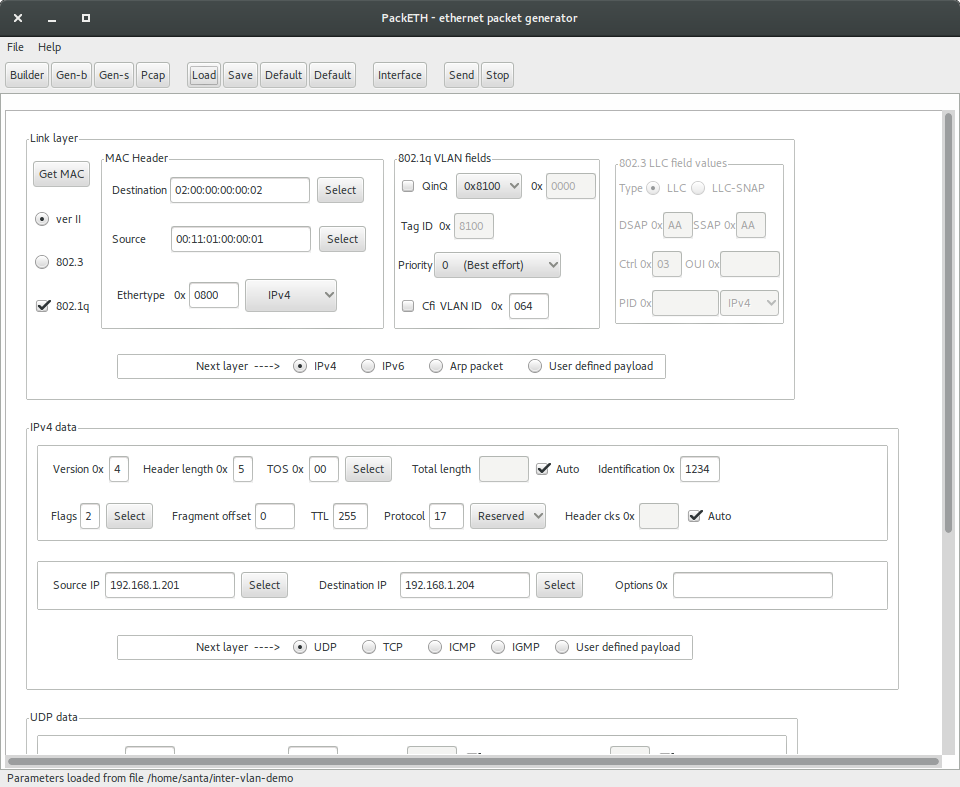 PackETH - ethernet packet generator
File Help
Builder Gen-b Gen-s Pcap Load Save Default Default Interface Send Stop
Link layer
Get MAC
ver II
802.3
802.1q
MAC Header
Destination 02:00:00:00:00:02 Select
Source 00:11:01:00:00:01 Select
Ethertype 0x 0800 IPv4
802.1q VLAN fields
QinQ 0x8100 0x 0000
Tag ID 0x 8100
Priority 0 (Best effort)
Cfi VLAN ID 0x 064
802.3 LLC field values
Type LLC LLC-SNAP
DSAP 0x AA SSAP 0x AA
Ctrl 0x 03 OUI 0x
PID 0x IPv4
Next layer ----> IPv4 IPv6 Arp packet User defined payload
IPv4 data
Version 0x 4 Header length 0x 5 TOS 0x 00 Select Total length Auto Identification 0x 1234
Flags 2 Select Fragment offset 0 TTL 255 Protocol 17 Reserved Header cks 0x Auto
Source IP 192.168.1.201 Select Destination IP 192.168.1.204 Select Options 0x
Next layer ----> UDP TCP ICMP IGMP User defined payload
UDP data
Parameters loaded from file /home/santa/inter-vlan-demo